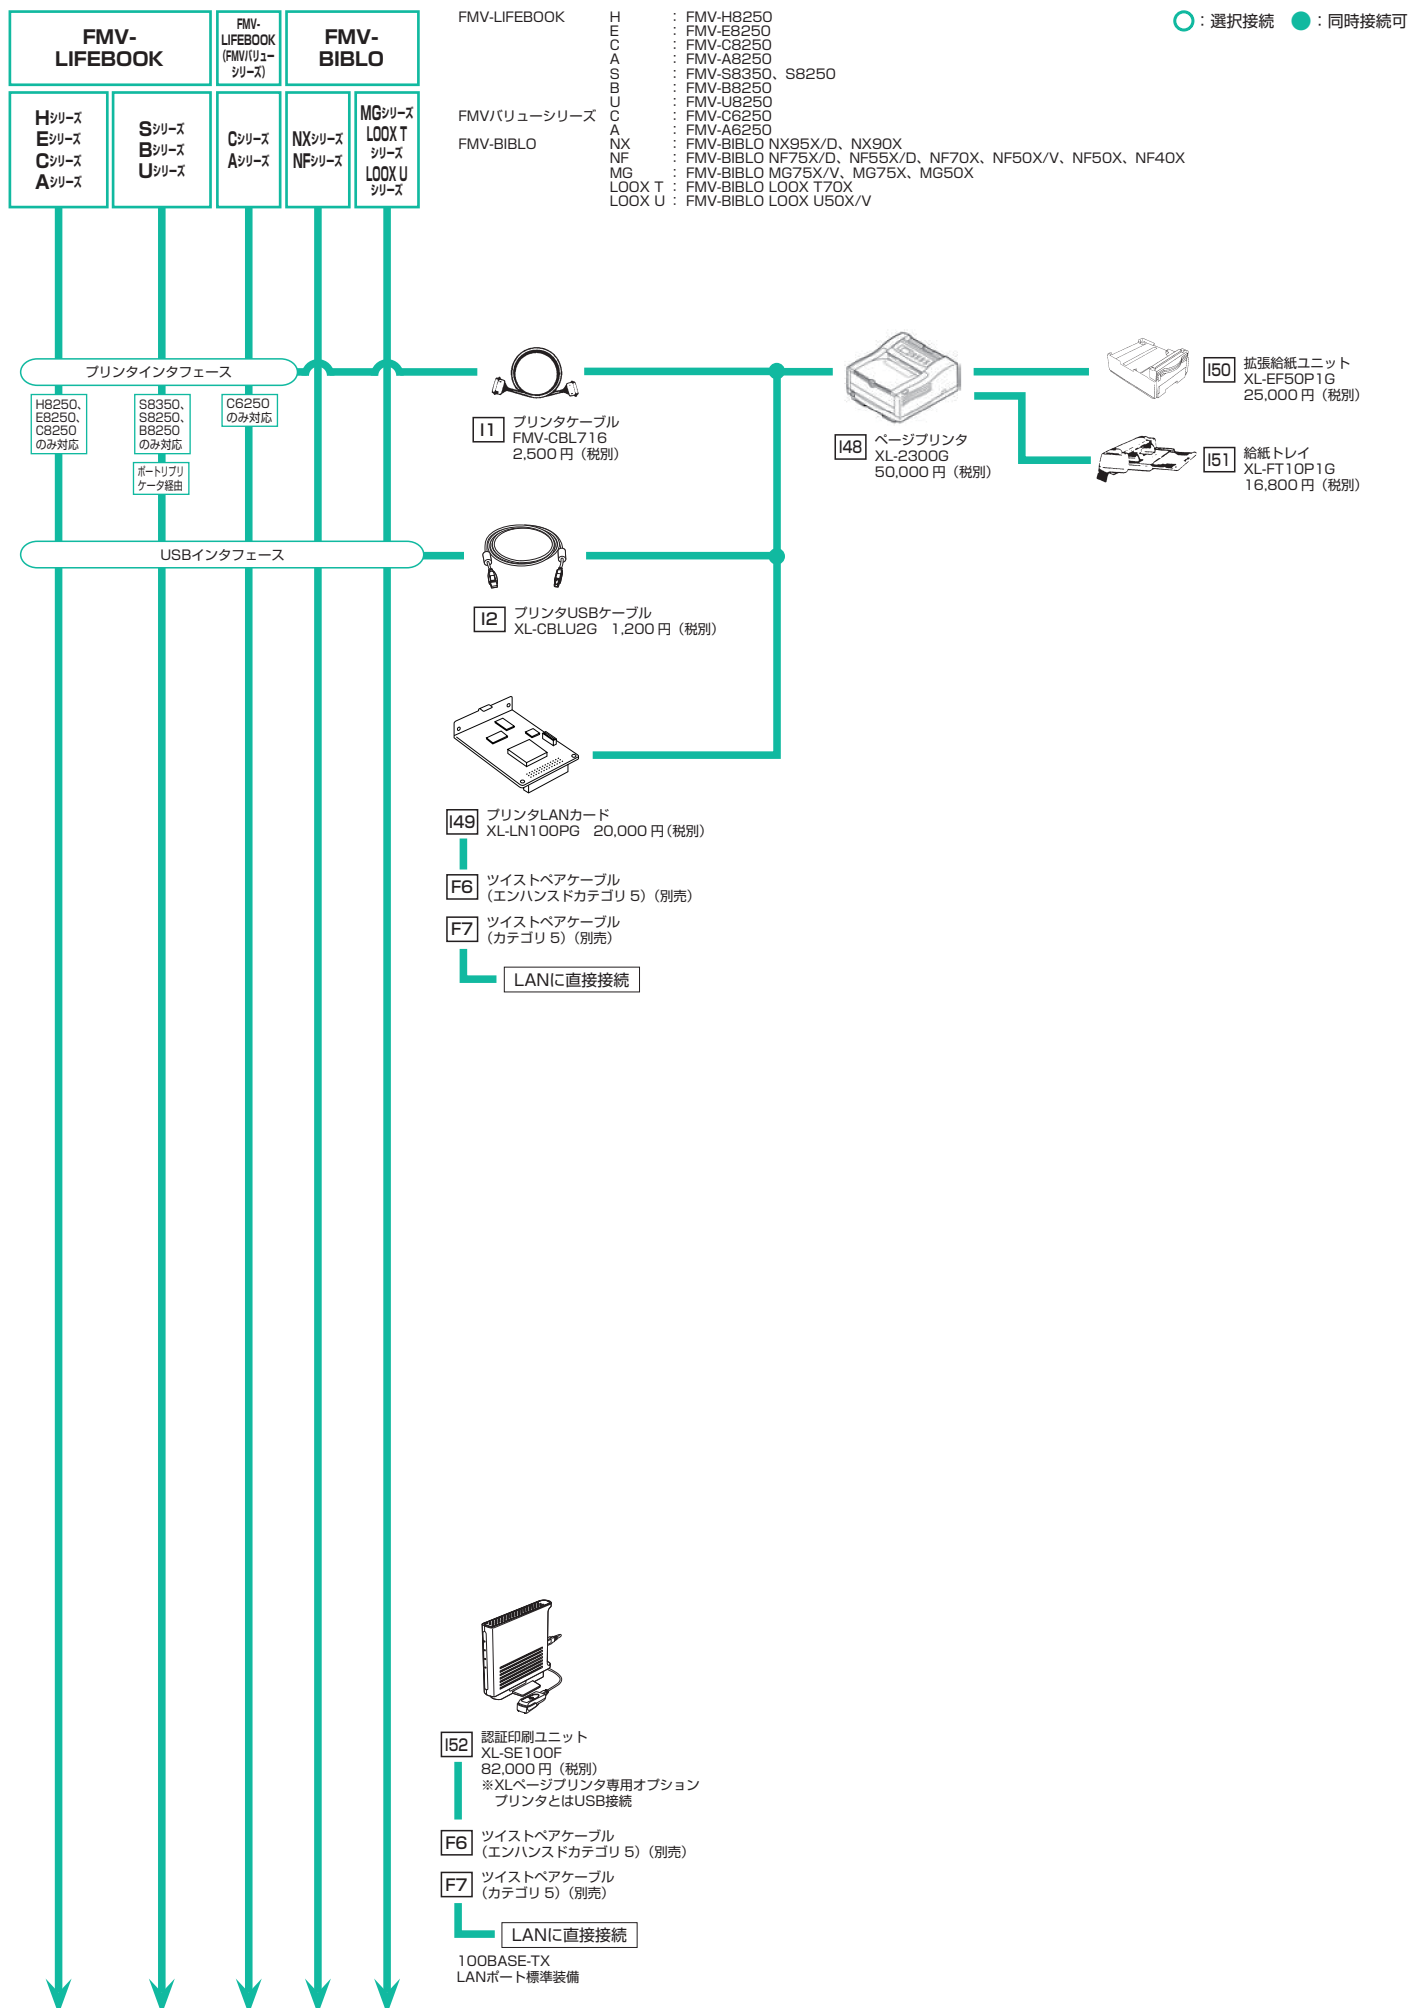 FMV-
LIFEBOOK
FMV-
LIFEBOOK
(FMVバリュー
シリーズ)
FMV-
BIBLO
Hシリーズ
Eシリーズ
Cシリーズ
Aシリーズ
Sシリーズ
Bシリーズ
Uシリーズ
Cシリーズ
Aシリーズ
NXシリーズ
NFシリーズ
MGシリーズ
LOOX T
シリーズ
LOOX U
シリーズ
FMV-LIFEBOOK H : FMV-H8250
E : FMV-E8250
C : FMV-C8250
A : FMV-A8250
S : FMV-S8350、S8250
B : FMV-B8250
U : FMV-U8250
FMVバリューシリーズ C : FMV-C6250
A : FMV-A6250
FMV-BIBLO NX : FMV-BIBLO NX95X/D、NX90X
NF : FMV-BIBLO NF75X/D、NF55X/D、NF70X、NF50X/V、NF50X、NF40X
MG : FMV-BIBLO MG75X/V、MG75X、MG50X
LOOX T : FMV-BIBLO LOOX T70X
LOOX U : FMV-BIBLO LOOX U50X/V
○:選択接続 ●:同時接続可
プリンタインタフェース
H8250、
E8250、
C8250
のみ対応
S8350、
S8250、
B8250
のみ対応
ポートリプリ
ケータ経由
C6250
のみ対応
I1 プリンタケーブル
FMV-CBL716
2,500円(税別)
I48 ページプリンタ
XL-2300G
50,000円(税別)
I50 拡張給紙ユニット
XL-EF50P1G
25,000円(税別)
I51 給紙トレイ
XL-FT10P1G
16,800円(税別)
USBインタフェース
I2 プリンタUSBケーブル
XL-CBLU2G 1,200円(税別)
I49 プリンタLANカード
XL-LN100PG 20,000円(税別)
F6 ツイストペアケーブル
(エンハンスドカテゴリ5)(別売)
F7 ツイストペアケーブル
(カテゴリ5)(別売)
LANに直接接続
I52 認証印刷ユニット
XL-SE100F
82,000円(税別)
※XLページプリンタ専用オプション
プリンタとはUSB接続
F6 ツイストペアケーブル
(エンハンスドカテゴリ5)(別売)
F7 ツイストペアケーブル
(カテゴリ5)(別売)
LANに直接接続
100BASE-TX
LANポート標準装備